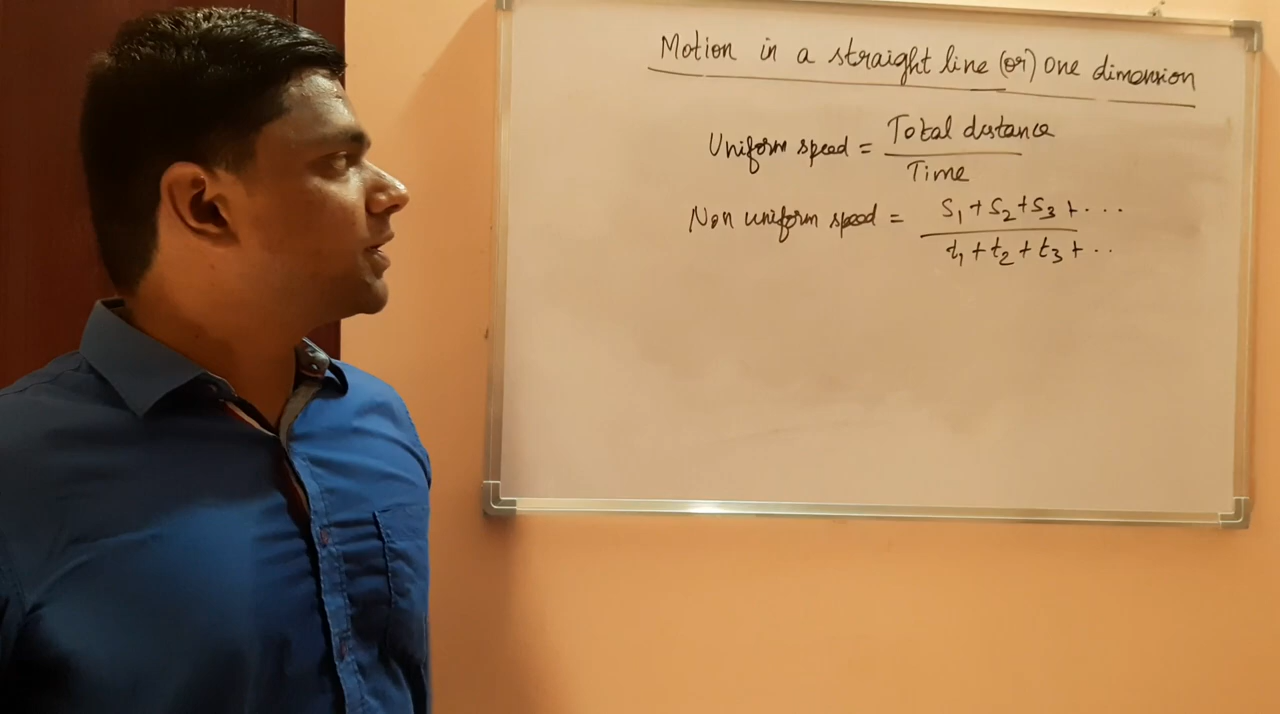 Motion in a straight line (or) One dimension
Uniform speed = Total distance
Time
Non uniform speed = S₁ + S₂ + S₃ + ...
t₁ + t₂ + t₃ + ...